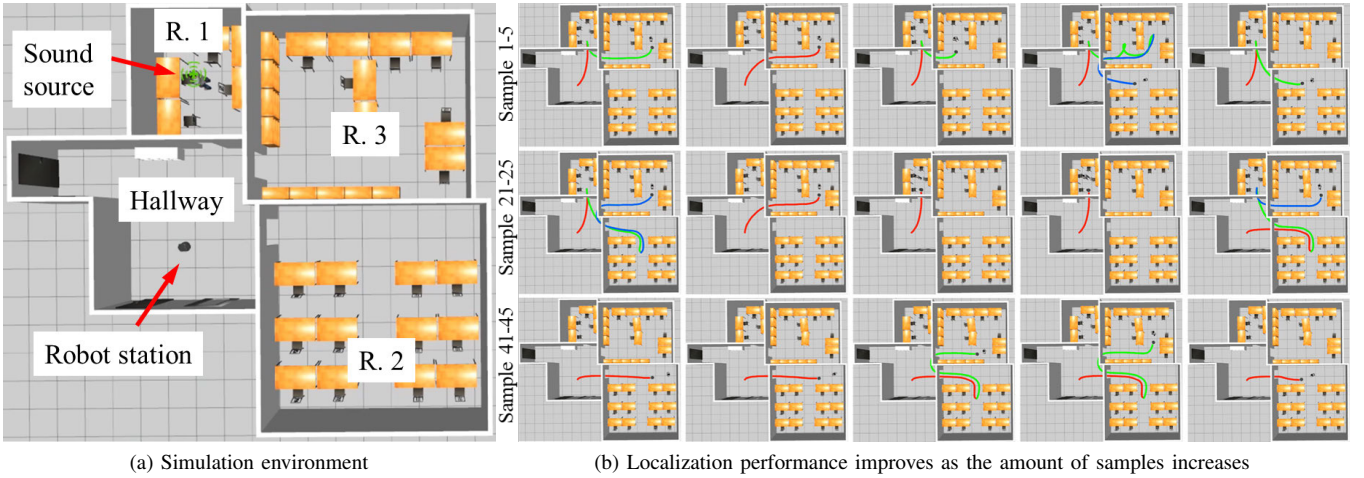 R. 1
Sound
source
R. 3
Hallway
Robot station
R. 2
Sample 1-5
Sample 21-25
Sample 41-45
(a) Simulation environment
(b) Localization performance improves as the amount of samples increases